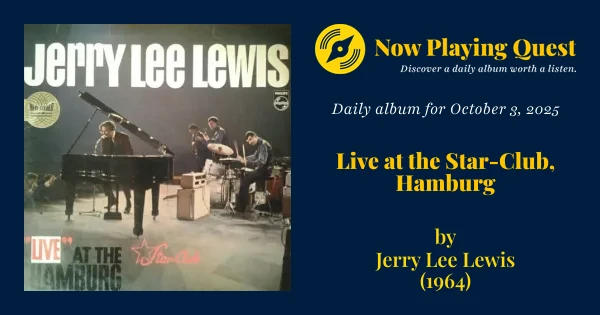 Jerry Lee Lewis
PHILIPS
"LIVE" AT THE
HAMBURG
Star-Club
Now Playing Quest
Discover a daily album worth a listen.
Daily album for October 3, 2025
Live at the Star-Club,
Hamburg
by
Jerry Lee Lewis
(1964)